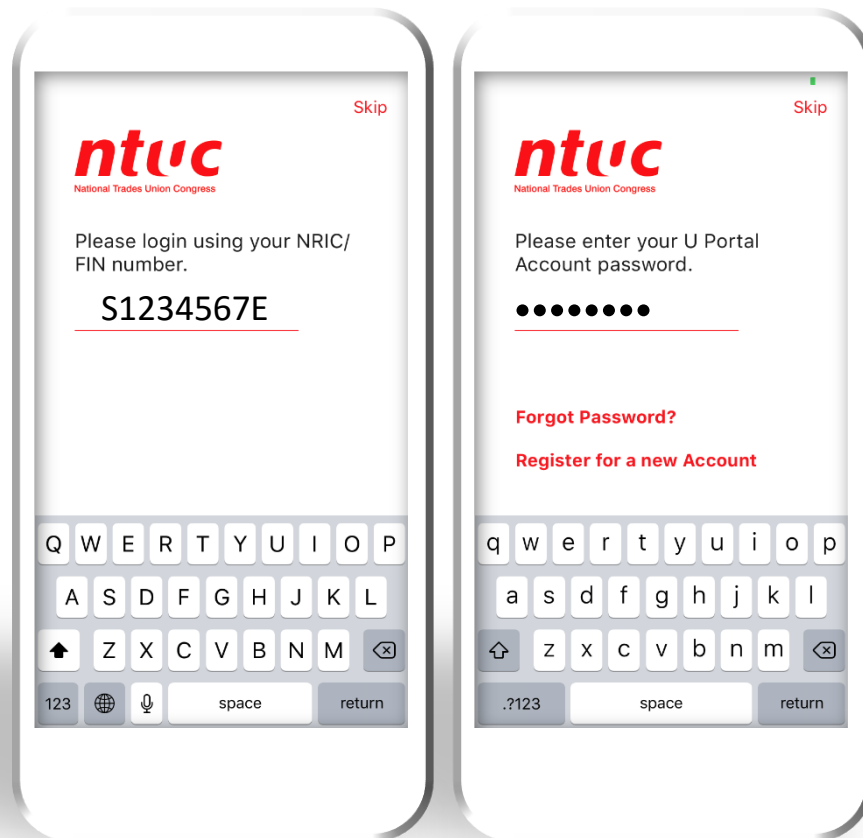 Skip
ntuc
National Trades Union Congress
Please login using your NRIC/
FIN number.
S1234567E
Q W E R T Y U I O P
A S D F G H J K L
Z X C V B N M
123 space return
Skip
ntuc
National Trades Union Congress
Please enter your U Portal
Account password.
••••••••
Forgot Password?
Register for a new Account
q w e r t y u i o p
a s d f g h j k l
z x c v b n m
.?123 space return